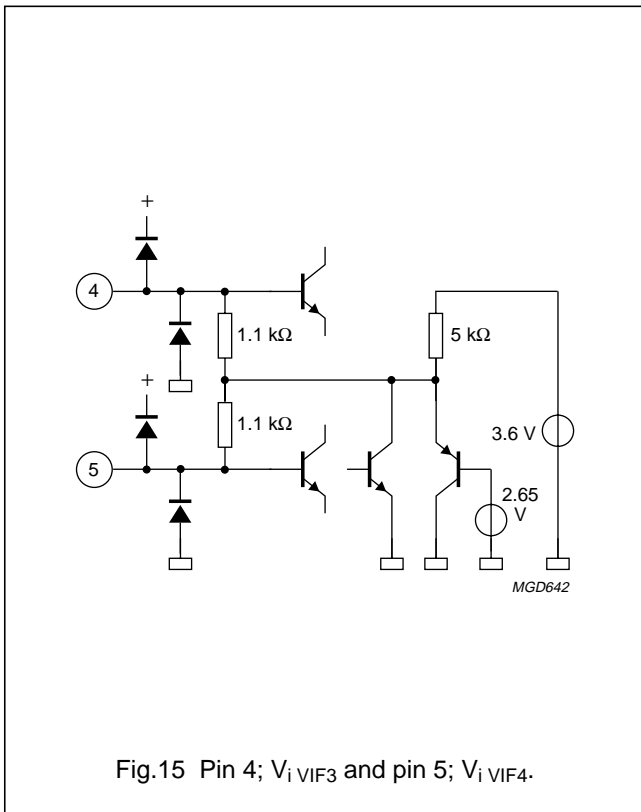 +
4
1.1 kΩ
5 kΩ
+
1.1 kΩ
3.6 V
5
2.65
V
MGD642
Fig.15 Pin 4; Vi VIF3 and pin 5; Vi VIF4.